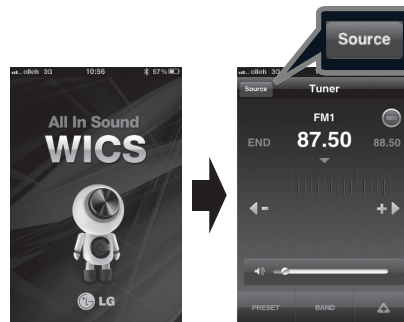 Source
olleh 3G 10:56 57%
All In Sound
WICS
LG
olleh 3G
Source Tuner
FM1 REC
END 87.50 88.50
- +
PRESET BAND